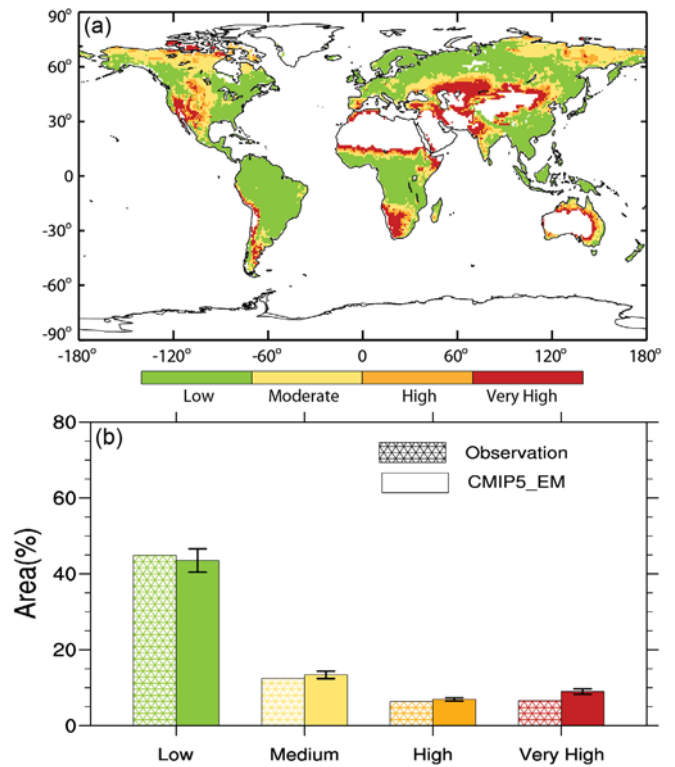 (a)
90°
60°
30°
0
-30°
-60°
-90°
-180° -120° -60° 0 60° 120° 180°
Low Moderate High Very High
(b)
80
60
40
20
0
Area(%)
Observation
CMIP5_EM
Low Medium High Very High